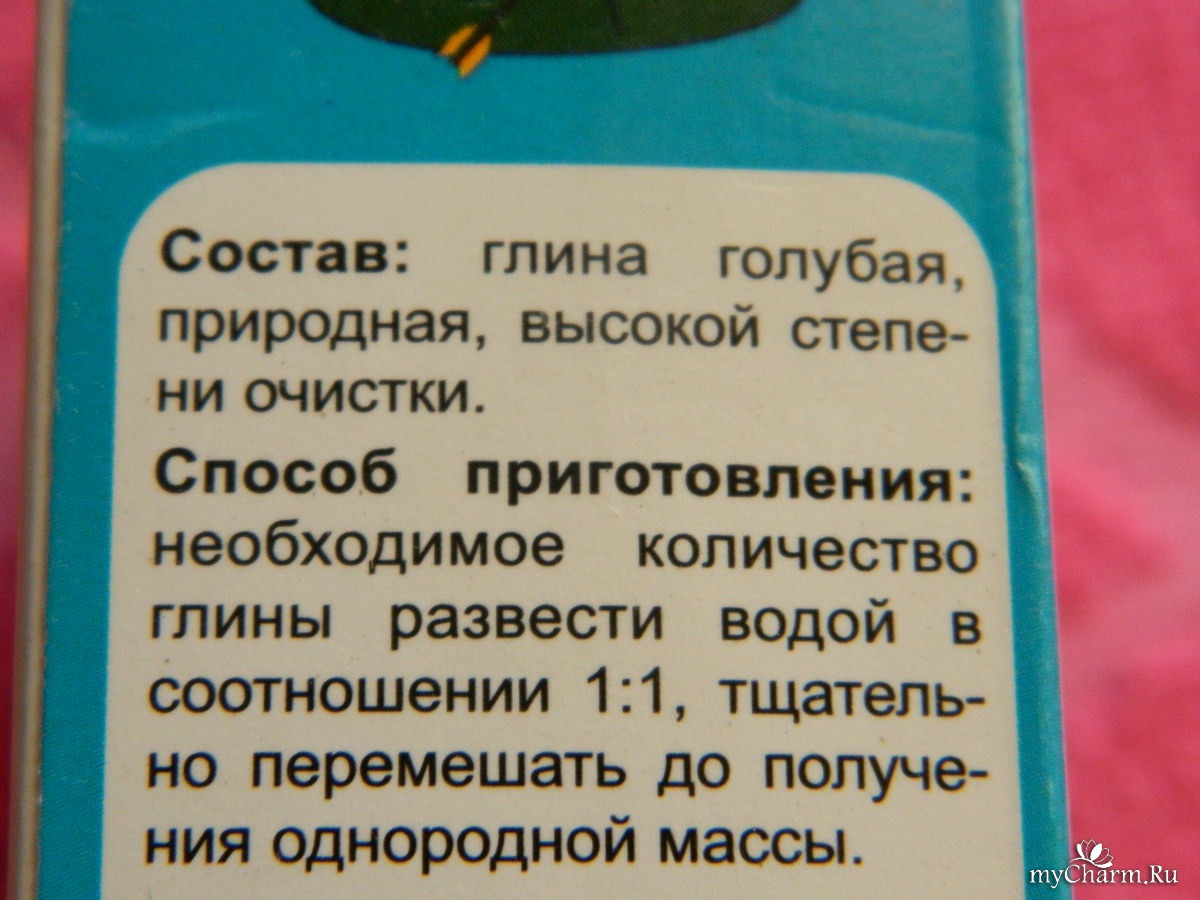 Состав: глина голубая,
природная, высокой степе-
ни очистки.
Способ приготовления:
необходимое количество
глины развести водой в
соотношении 1:1, тщатель-
но перемешать до получе-
ния однородной массы.
myCharm.Ru